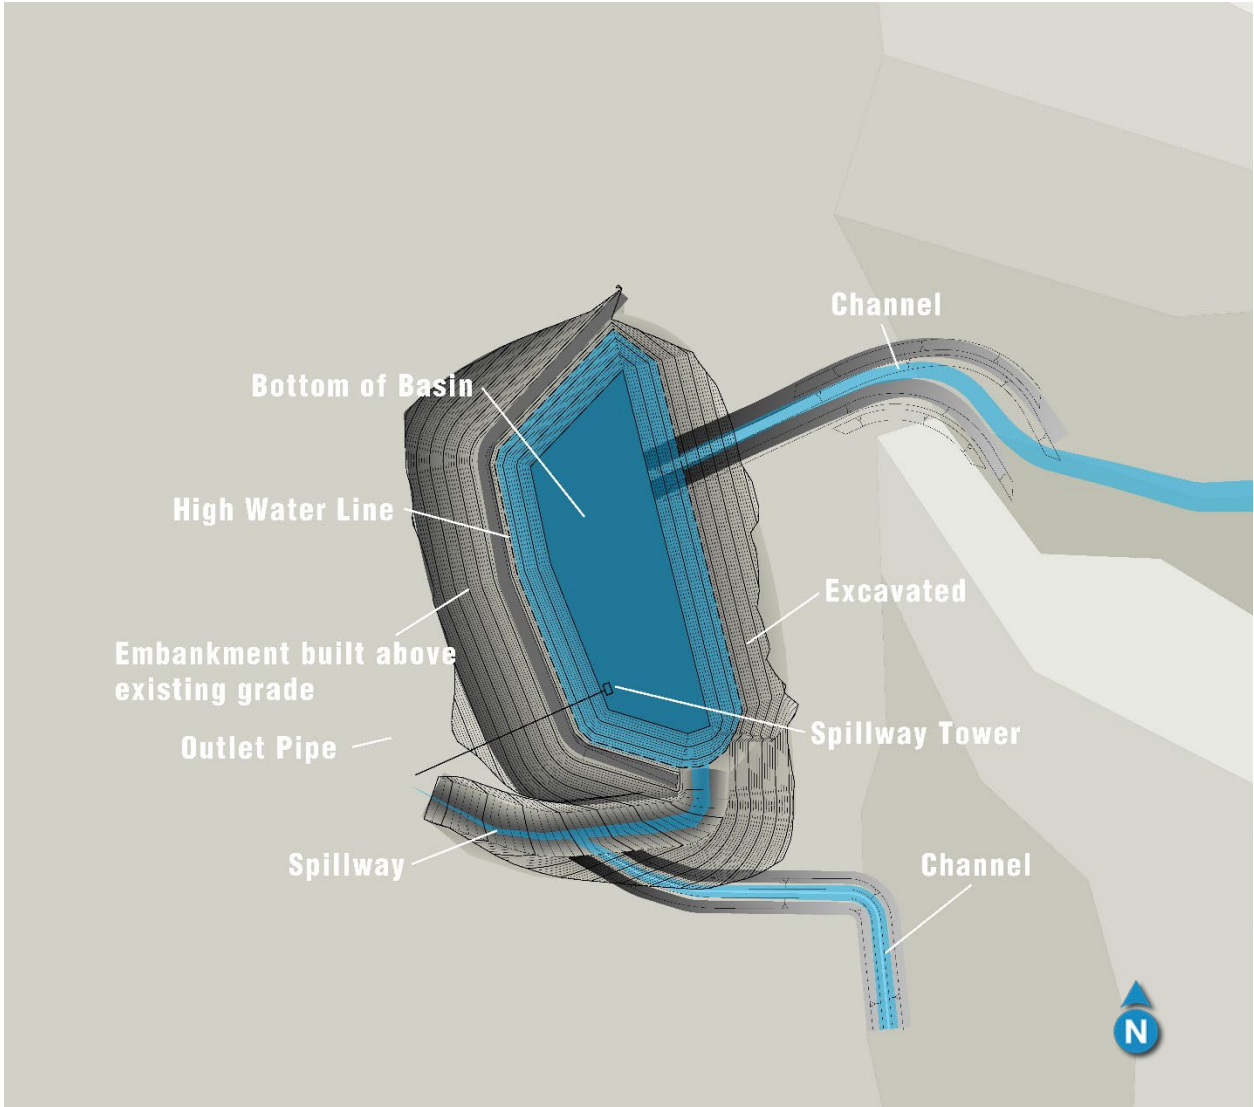 Channel
Bottom of Basin
High Water Line
Excavated
Embankment built above
existing grade
Spillway Tower
Outlet Pipe
Spillway
Channel
N